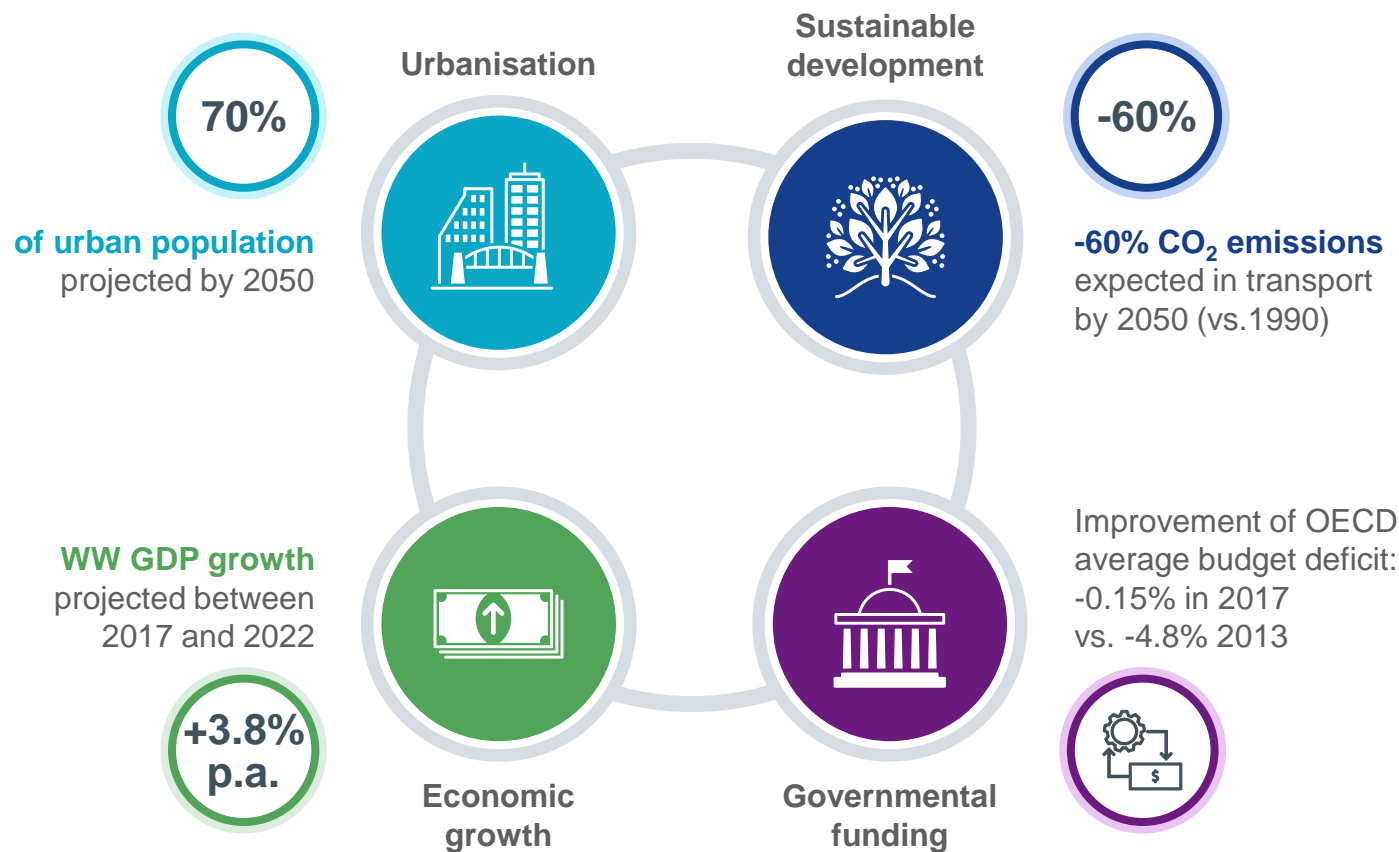 Urbanisation
70%
of urban population
projected by 2050
Sustainable
development
-60%
-60% CO₂ emissions
expected in transport
by 2050 (vs.1990)
WW GDP growth
projected between
2017 and 2022
+3.8%
p.a.
Economic
growth
Improvement of OECD
average budget deficit:
-0.15% in 2017
vs. -4.8% 2013
$
Governmental
funding